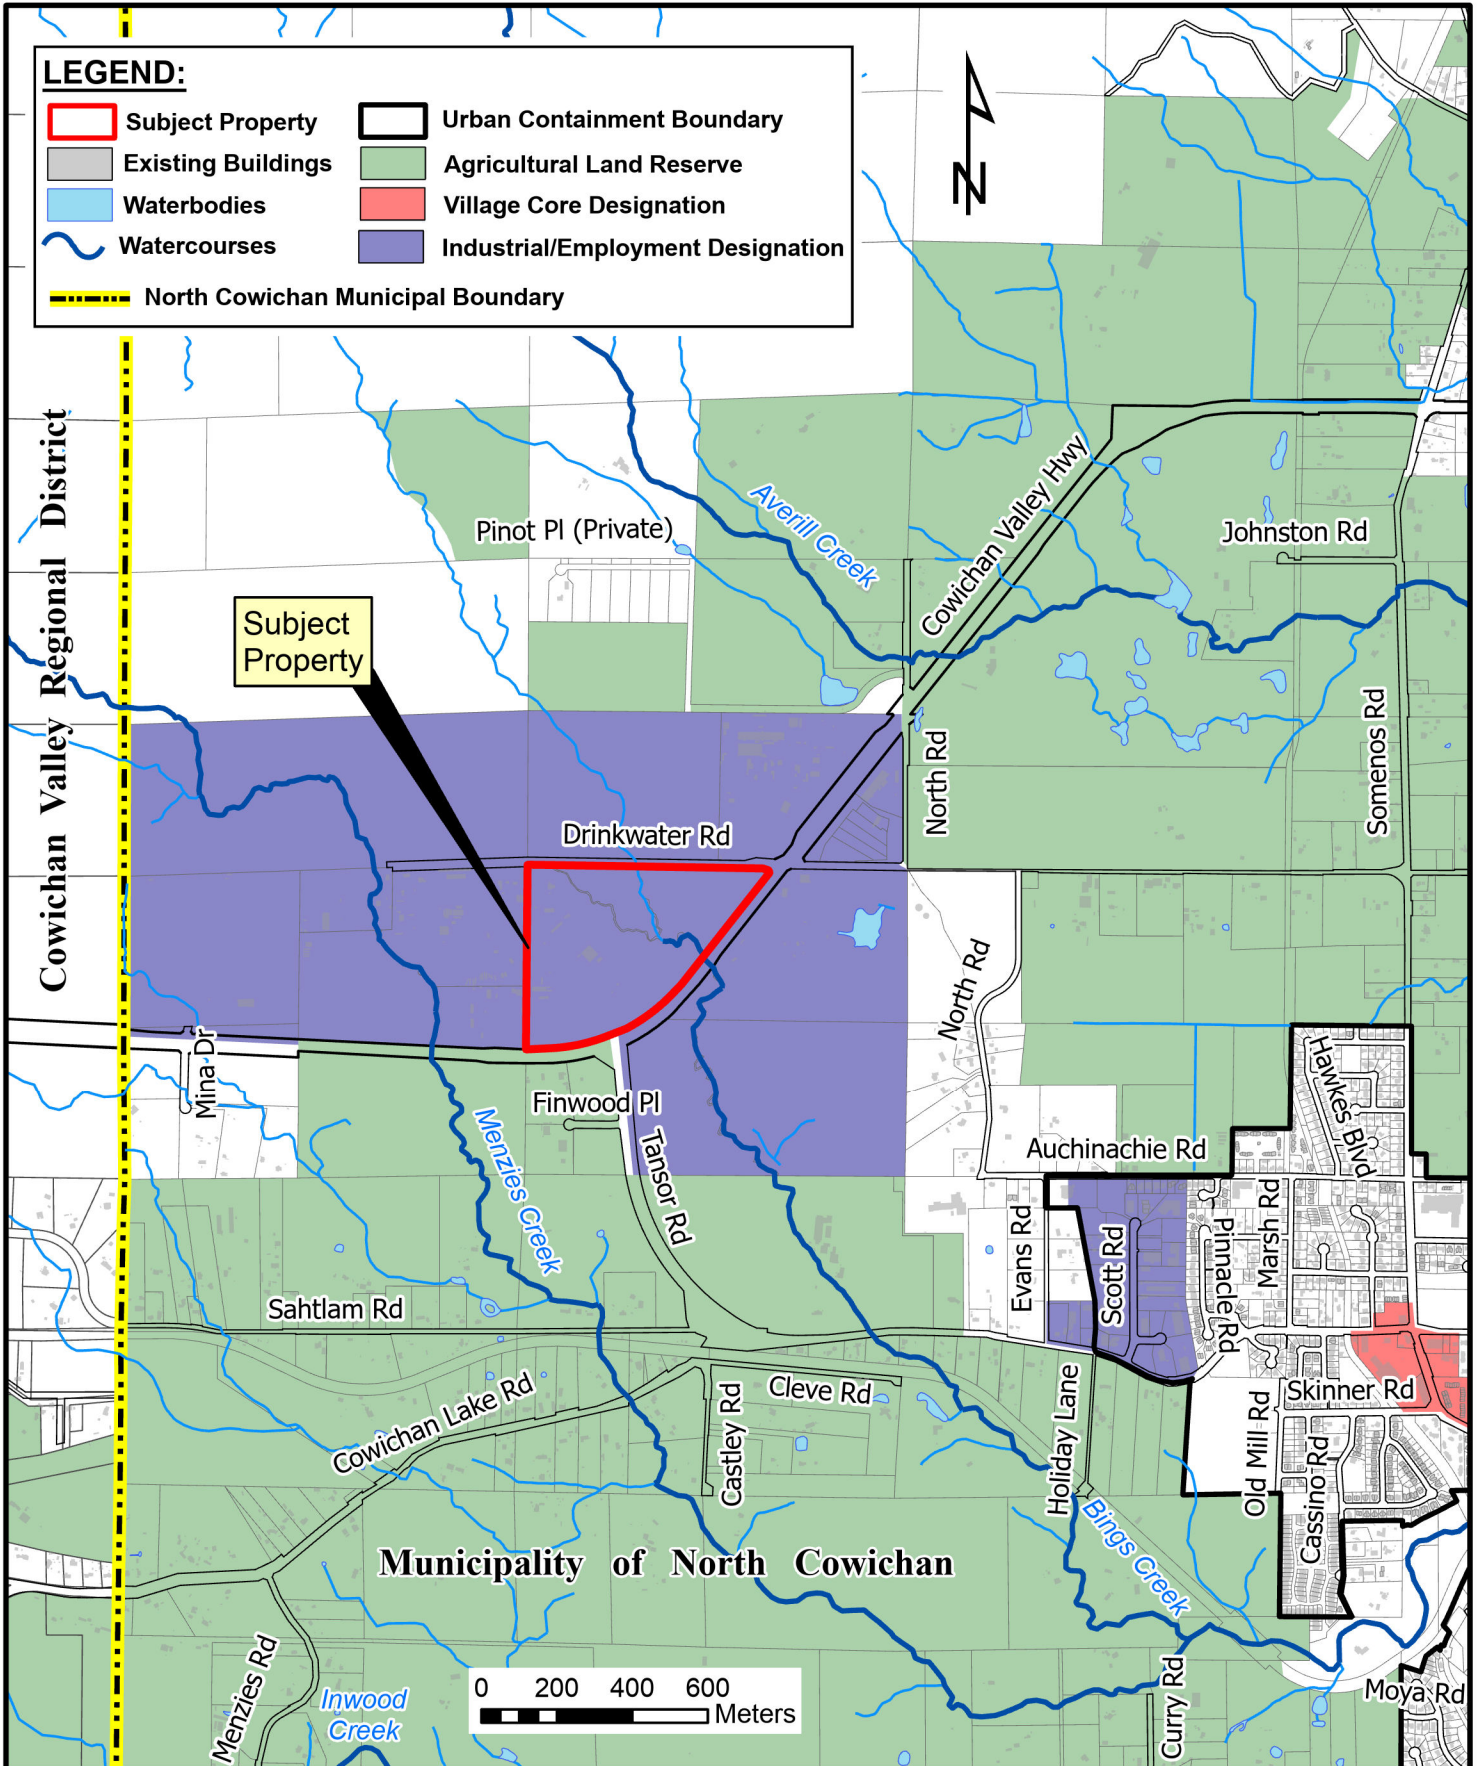 LEGEND:
Subject Property
Existing Buildings
Waterbodies
Watercourses
North Cowichan Municipal Boundary
Urban Containment Boundary
Agricultural Land Reserve
Village Core Designation
Industrial/Employment Designation
N
Cowichan Valley Regional District
Pinot Pl (Private)
Averill Creek
Cowichan Valley Hwy
Johnston Rd
Subject
Property
North Rd
Somenos Rd
Drinkwater Rd
North Rd
Mina Dr
Finwood Pl
Menzies Creek
Tansor Rd
Hawkes Blvd
Auchinachie Rd
Evans Rd
Scott Rd
Pinnacle Rd
Marsh Rd
Sahtlam Rd
Cowichan Lake Rd
Castley Rd
Cleve Rd
Holiday Lane
Skinner Rd
Old Mill Rd
Cassino Rd
Bings Creek
Municipality of North Cowichan
Menzies Rd
Inwood
Creek
0 200 400 600
Meters
Curry Rd
Moya Rd